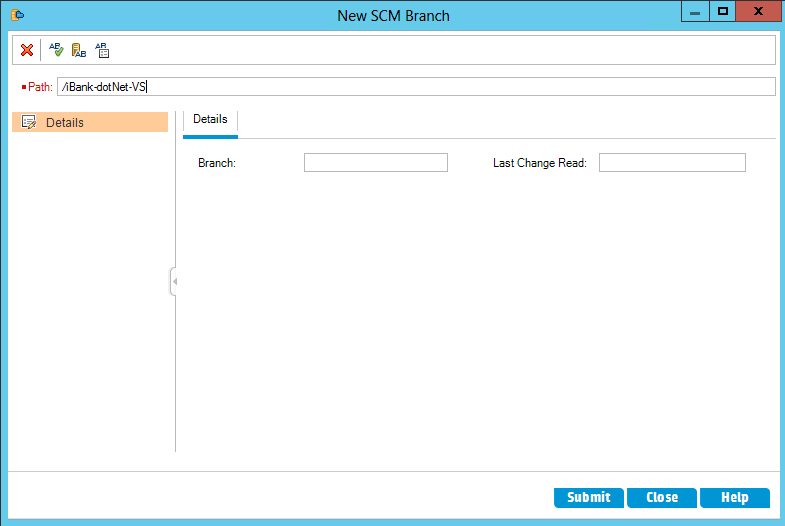 New SCM Branch
Path: /iBank-dotNet-VS
Details
Details
Branch:
Last Change Read:
Submit
Close
Help